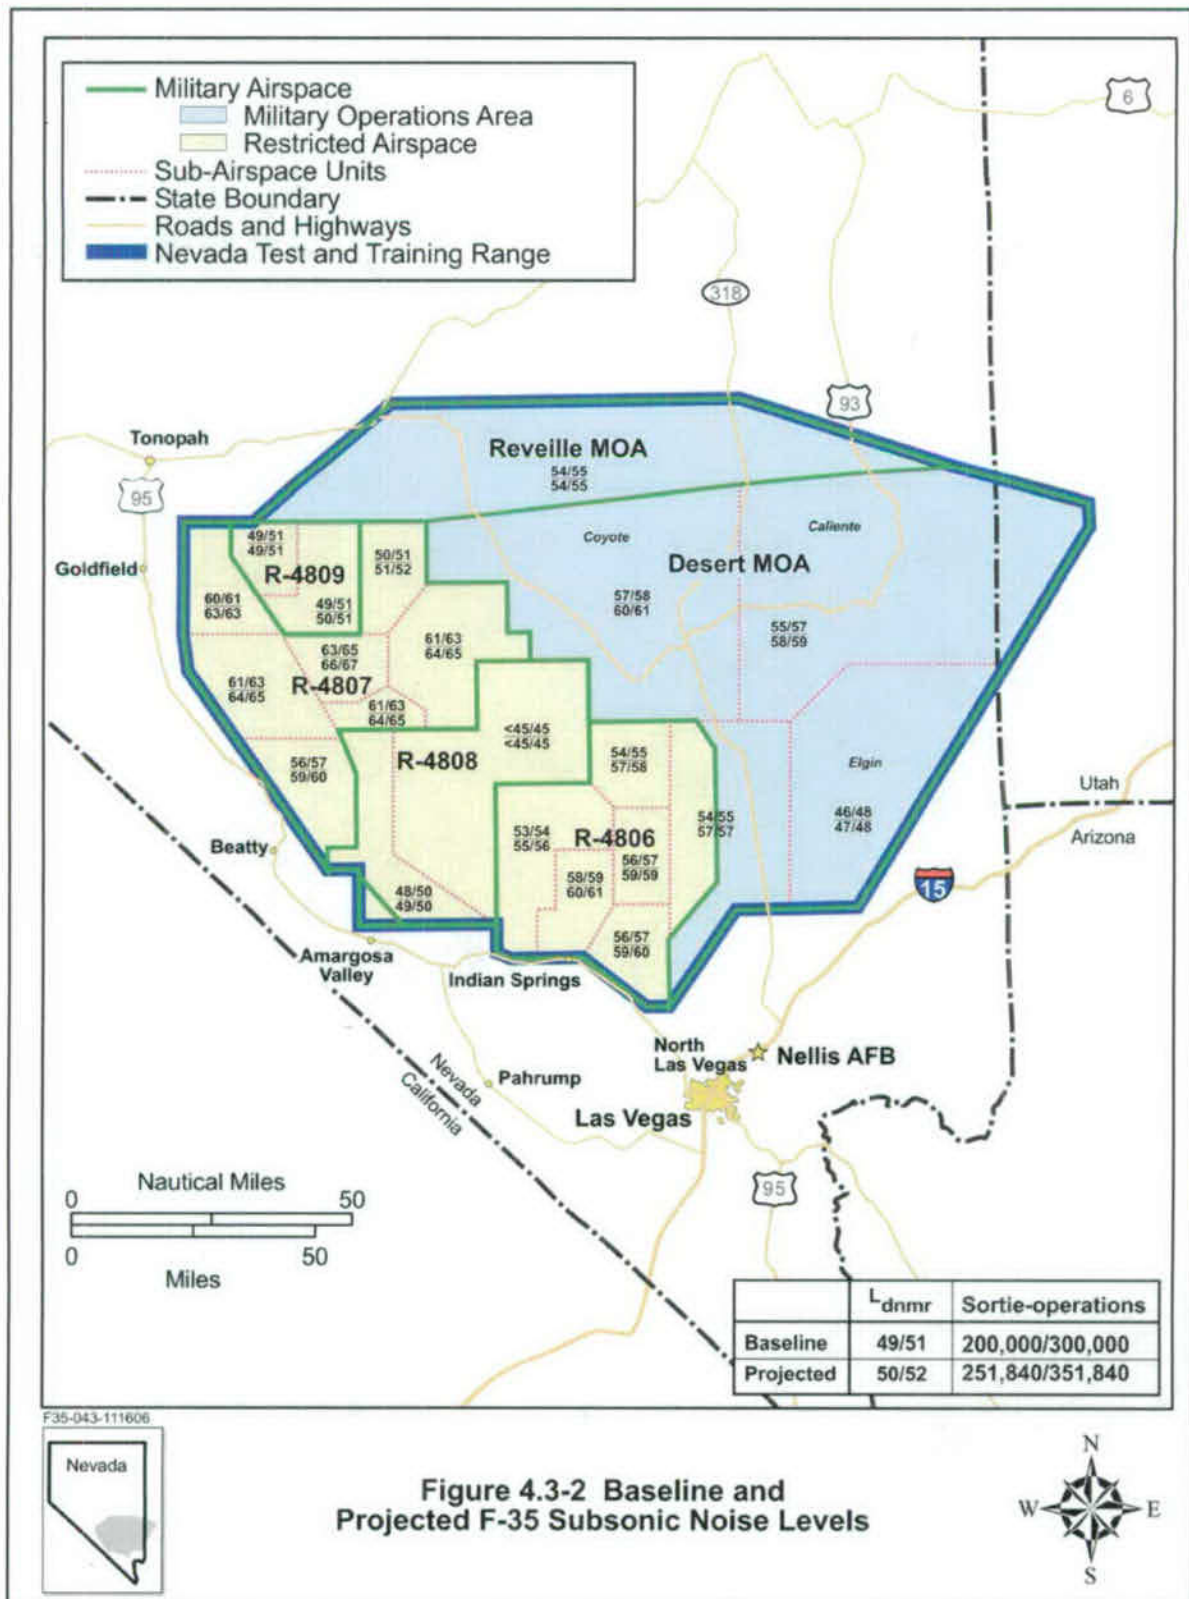 Military Airspace
Military Operations Area
Restricted Airspace
Sub-Airspace Units
State Boundary
Roads and Highways
Nevada Test and Training Range
6
318
93
Tonopah
95
Reveille MOA
54/55
54/55
Coyote
Caliente
Desert MOA
Goldfield
49/51
49/51
R-4809
50/51
51/52
60/61
63/63
49/51
50/51
57/58
60/61
55/57
58/59
61/63
64/65
63/65
66/67
R-4807
61/63
64/65
61/63
64/65
<45/45
<45/45
R-4808
56/57
59/60
54/55
57/58
Elgin
46/48
47/48
54/55
57/57
Utah
Arizona
53/54
55/56
R-4806
56/57
59/59
58/59
60/61
Beatty
48/50
49/50
56/57
59/60
15
Amargosa
Valley
Indian Springs
North
Las Vegas
Nellis AFB
Nevada
California
Pahrump
Las Vegas
95
Nautical Miles
0 50
0 50
Miles
Ldnmr Sortie-operations
Baseline 49/51 200,000/300,000
Projected 50/52 251,840/351,840
F35-043-111606
Nevada
Figure 4.3-2 Baseline and
Projected F-35 Subsonic Noise Levels
N
W E
S